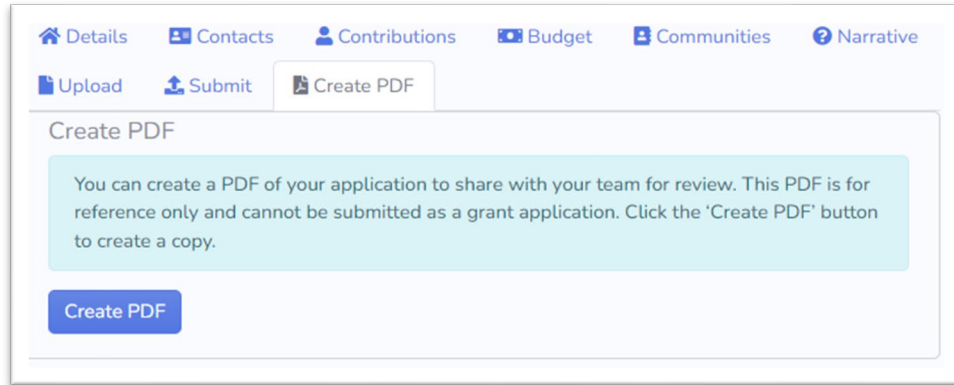 Details Contacts Contributions Budget Communities Narrative
Upload Submit Create PDF
Create PDF
You can create a PDF of your application to share with your team for review. This PDF is for
reference only and cannot be submitted as a grant application. Click the ‘Create PDF’ button
to create a copy.
Create PDF